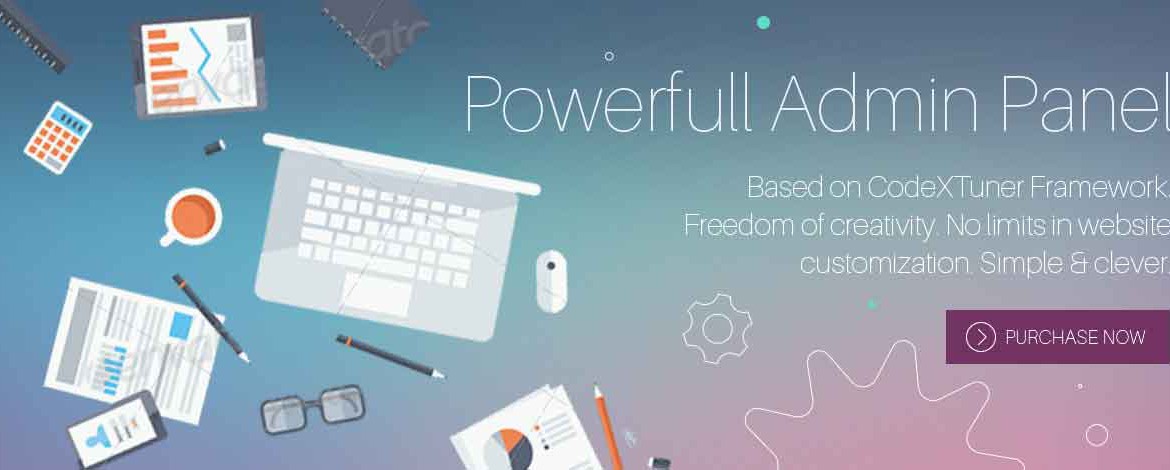 Powerfull Admin Panel
Based on CodeXTuner Framework.
Freedom of creativity. No limits in website
customization. Simple & clever.
PURCHASE NOW